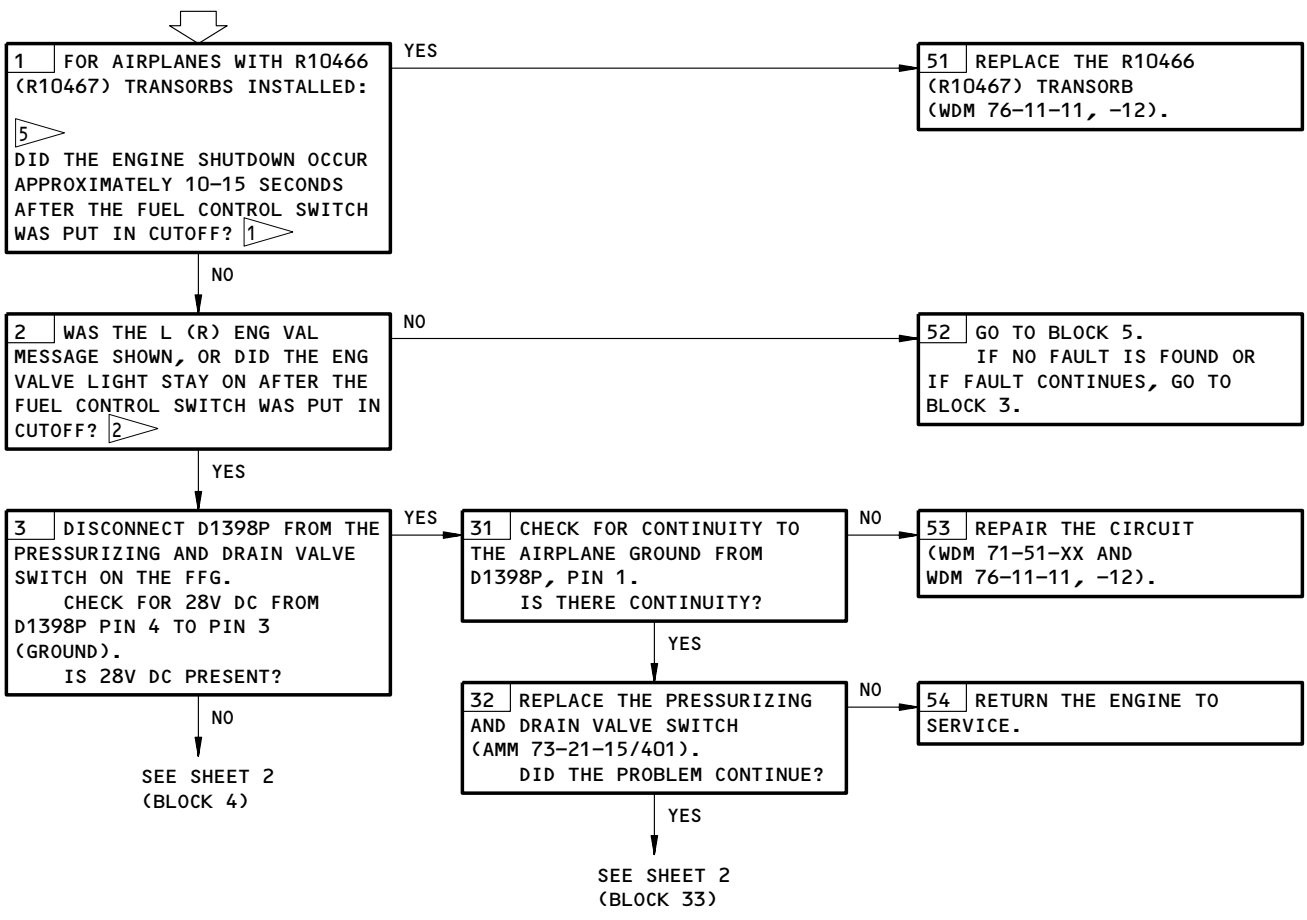 1 FOR AIRPLANES WITH R10466
(R10467) TRANSORBS INSTALLED:
5
DID THE ENGINE SHUTDOWN OCCUR
APPROXIMATELY 10-15 SECONDS
AFTER THE FUEL CONTROL SWITCH
WAS PUT IN CUTOFF? 1
YES
51 REPLACE THE R10466
(R10467) TRANSORB
(WDM 76-11-11, -12).
NO
2 WAS THE L (R) ENG VAL
MESSAGE SHOWN, OR DID THE ENG
VALVE LIGHT STAY ON AFTER THE
FUEL CONTROL SWITCH WAS PUT IN
CUTOFF? 2
NO
52 GO TO BLOCK 5.
IF NO FAULT IS FOUND OR
IF FAULT CONTINUES, GO TO
BLOCK 3.
YES
3 DISCONNECT D1398P FROM THE
PRESSURIZING AND DRAIN VALVE
SWITCH ON THE FFG.
CHECK FOR 28V DC FROM
D1398P PIN 4 TO PIN 3
(GROUND).
IS 28V DC PRESENT?
YES
31 CHECK FOR CONTINUITY TO
THE AIRPLANE GROUND FROM
D1398P, PIN 1.
IS THERE CONTINUITY?
NO
53 REPAIR THE CIRCUIT
(WDM 71-51-XX AND
WDM 76-11-11, -12).
YES
32 REPLACE THE PRESSURIZING
AND DRAIN VALVE SWITCH
(AMM 73-21-15/401).
DID THE PROBLEM CONTINUE?
NO
54 RETURN THE ENGINE TO
SERVICE.
NO
SEE SHEET 2
(BLOCK 4)
YES
SEE SHEET 2
(BLOCK 33)